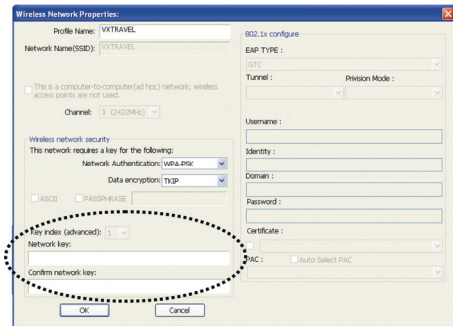 Wireless Network Properties:
Profile Name: VXTRAVEL
Network Name(SSID): VXTRAVEL
This is a computer-to-computer(ad hoc) network; wireless
access points are not used.
Channel: 3 (2422MHz)
Wireless network security
This network requires a key for the following:
Network Authentication: WPA-PSK
Data encryption: TKIP
ASCII PASSPHRASE
Key index (advanced): 1
Network key:
Confirm network key:
OK Cancel
802.1x configure
EAP TYPE :
GTC
Tunnel : Privision Mode :
Username :
Identity :
Domain :
Password :
Certificate :
PAC : Auto Select PAC